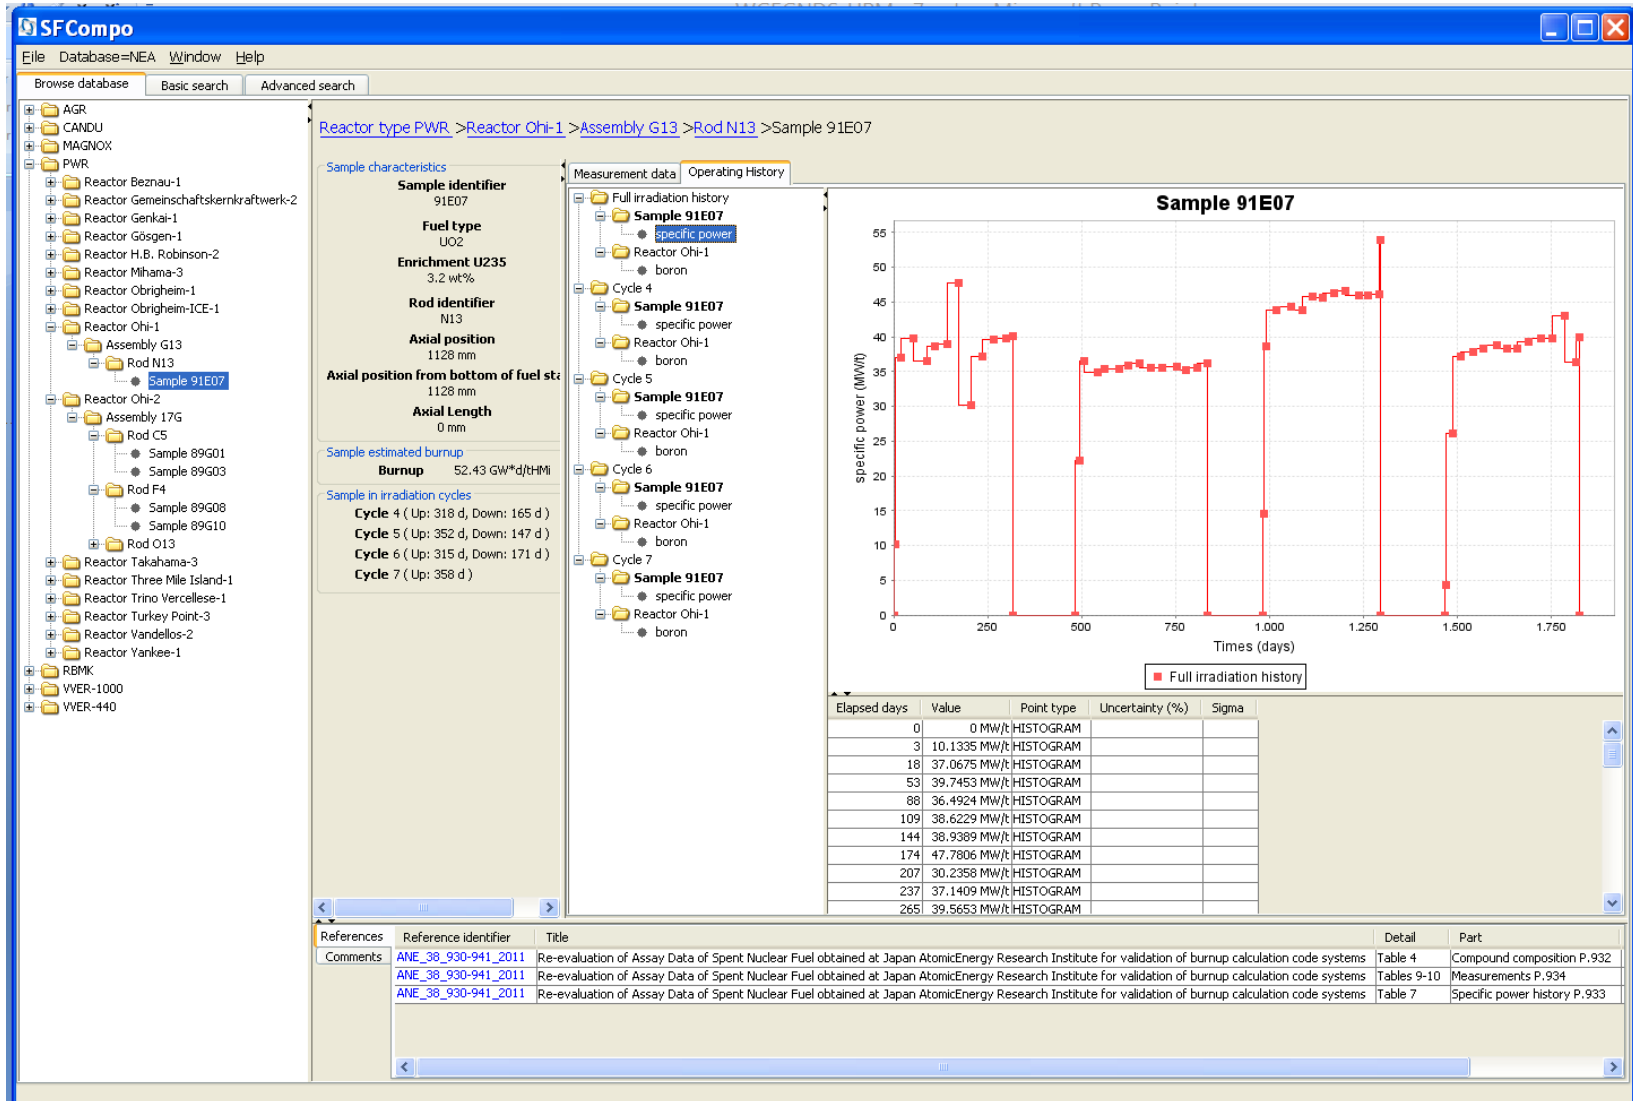 SFCompo
File Database=NEA Window Help
Browse database Basic search Advanced search
AGR
CANDU
MAGNOX
PWR
Reactor Beznau-1
Reactor Gemeinschaftskernkraftwerk-2
Reactor Genkai-1
Reactor Gösgen-1
Reactor H.B. Robinson-2
Reactor Mihama-3
Reactor Obrigheim-1
Reactor Obrigheim-ICE-1
Reactor Ohi-1
Assembly G13
Rod N13
Sample 91E07
Reactor Ohi-2
Assembly 17G
Rod C5
Sample 89G01
Sample 89G03
Rod F4
Sample 89G08
Sample 89G10
Rod O13
Reactor Takahama-3
Reactor Three Mile Island-1
Reactor Trino Vercellese-1
Reactor Turkey Point-3
Reactor Vandellos-2
Reactor Yankee-1
RBMK
VVER-1000
VVER-440
Reactor type PWR >Reactor Ohi-1 >Assembly G13 >Rod N13 >Sample 91E07
Sample characteristics
Sample identifier
91E07
Fuel type
UO2
Enrichment U235
3.2 wt%
Rod identifier
N13
Axial position
1128 mm
Axial position from bottom of fuel sta
1128 mm
Axial Length
0 mm
Sample estimated burnup
Burnup 52.43 GW*d/tHMi
Sample in irradiation cycles
Cycle 4 ( Up: 318 d, Down: 165 d )
Cycle 5 ( Up: 352 d, Down: 147 d )
Cycle 6 ( Up: 315 d, Down: 171 d )
Cycle 7 ( Up: 358 d )
Measurement data Operating History
Full irradiation history
Sample 91E07
specific power
Reactor Ohi-1
boron
Cycle 4
Sample 91E07
specific power
Reactor Ohi-1
boron
Cycle 5
Sample 91E07
specific power
Reactor Ohi-1
boron
Cycle 6
Sample 91E07
specific power
Reactor Ohi-1
boron
Cycle 7
Sample 91E07
specific power
Reactor Ohi-1
boron
Sample 91E07
specific power (MW/t)
55
50
45
40
35
30
25
20
15
10
5
0
0 250 500 750 1.000 1.250 1.500 1.750
Times (days)
Full irradiation history
Elapsed days Value Point type Uncertainty (%) Sigma
0 0 MW/t HISTOGRAM
3 10.1335 MW/t HISTOGRAM
18 37.0675 MW/t HISTOGRAM
53 39.7453 MW/t HISTOGRAM
88 36.4924 MW/t HISTOGRAM
109 38.6229 MW/t HISTOGRAM
144 38.9389 MW/t HISTOGRAM
174 47.7806 MW/t HISTOGRAM
207 30.2358 MW/t HISTOGRAM
237 37.1409 MW/t HISTOGRAM
265 39.5653 MW/t HISTOGRAM
References
Comments
Reference identifier Title Detail Part
ANE_38_930-941_2011 Re-evaluation of Assay Data of Spent Nuclear Fuel obtained at Japan AtomicEnergy Research Institute for validation of burnup calculation code systems Table 4 Compound composition P.932
ANE_38_930-941_2011 Re-evaluation of Assay Data of Spent Nuclear Fuel obtained at Japan AtomicEnergy Research Institute for validation of burnup calculation code systems Tables 9-10 Measurements P.934
ANE_38_930-941_2011 Re-evaluation of Assay Data of Spent Nuclear Fuel obtained at Japan AtomicEnergy Research Institute for validation of burnup calculation code systems Table 7 Specific power history P.933